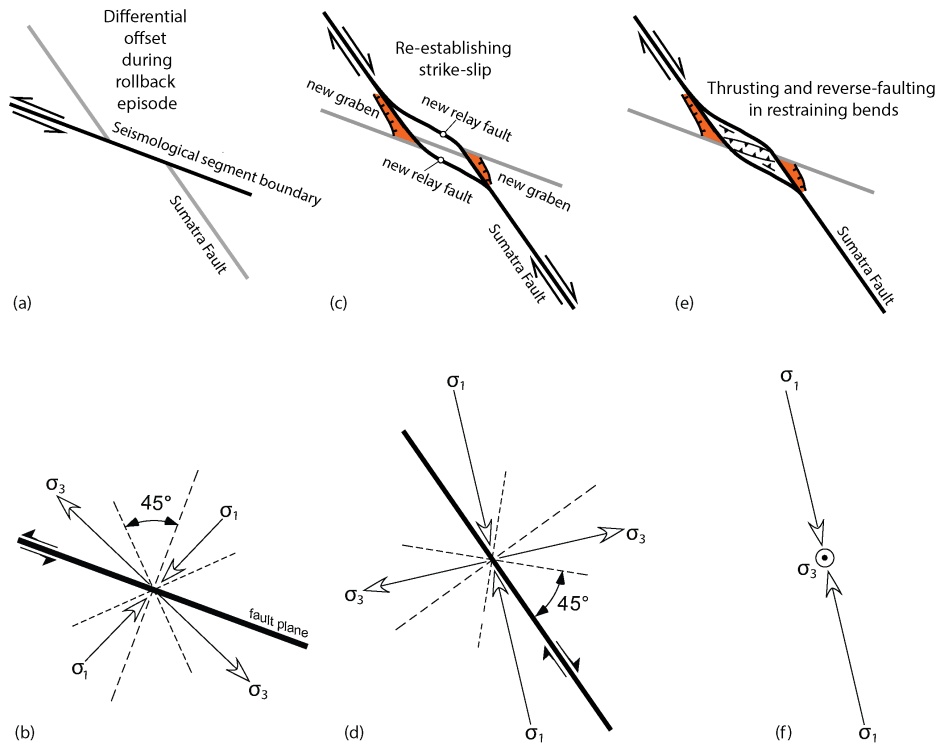 Differential
offset
during
rollback
episode
Seismological segment boundary
Sumatra Fault
(a)
Re-establishing
strike-slip
new graben
new relay fault
new relay fault
new graben
Sumatra Fault
(c)
Thrusting and reverse-faulting
in restraining bends
Sumatra Fault
(e)
σ3
45°
σ1
fault plane
σ1
σ3
(b)
σ1
σ3
σ3
45°
σ1
(d)
σ1
σ3
σ1
(f)